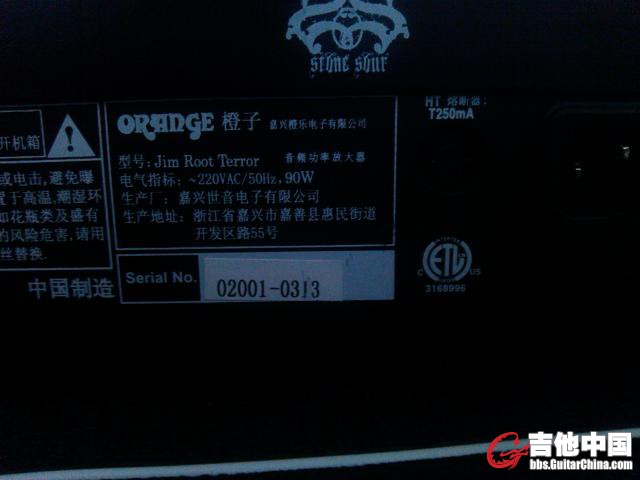 stone sour
HT 熔断器:
T250mA
开机箱
ORANGE 橙子 嘉兴橙乐电子有限公司
型号: Jim Root Terror 音频功率放大器
电气指标: ~220VAC/50Hz, 90W
生产厂: 嘉兴世音电子有限公司
生产地址: 浙江省嘉兴市嘉善县惠民街道
开发区路55号
或电击,避免曝
置于高温,潮湿环
如花瓶类及盛有
的风险危害,请用
丝替换.
中国制造
Serial No.
02001-0313
INTERTEK
C ETL US
3168996
吉他中国
bbs.GuitarChina.com